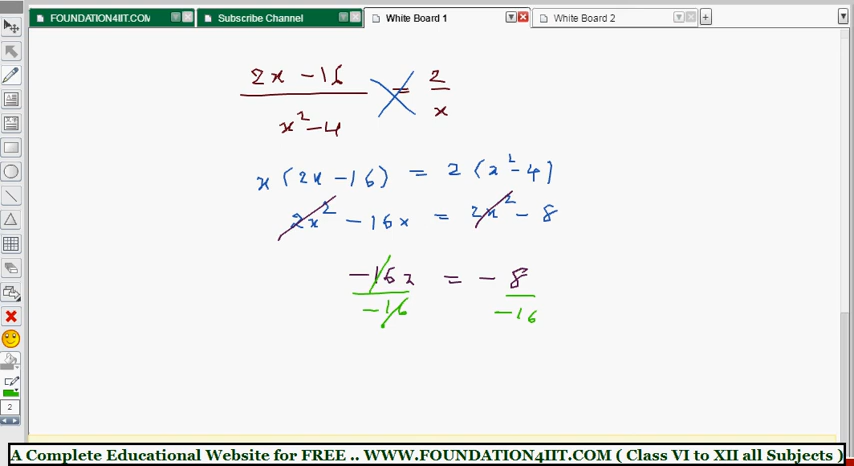 FOUNDATION4IIT.COM Subscribe Channel White Board 1 White Board 2
2x - 16 / x² - 4 = 2 / x
x (2x - 16) = 2 (x² - 4)
2x² - 16x = 2x² - 8
-16x / -16 = -8 / -16
2
A Complete Educational Website for FREE .. WWW.FOUNDATION4IIT.COM ( Class VI to XII all Subjects )